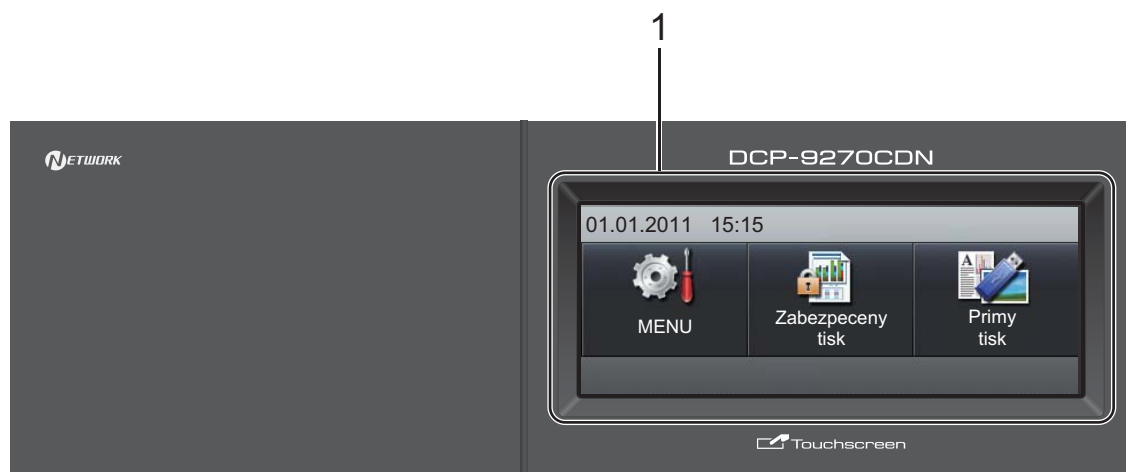 1
NETWORK
DCP-9270CDN
01.01.2011 15:15
MENU
Zabezpeceny
tisk
Primy
tisk
A
Touchscreen